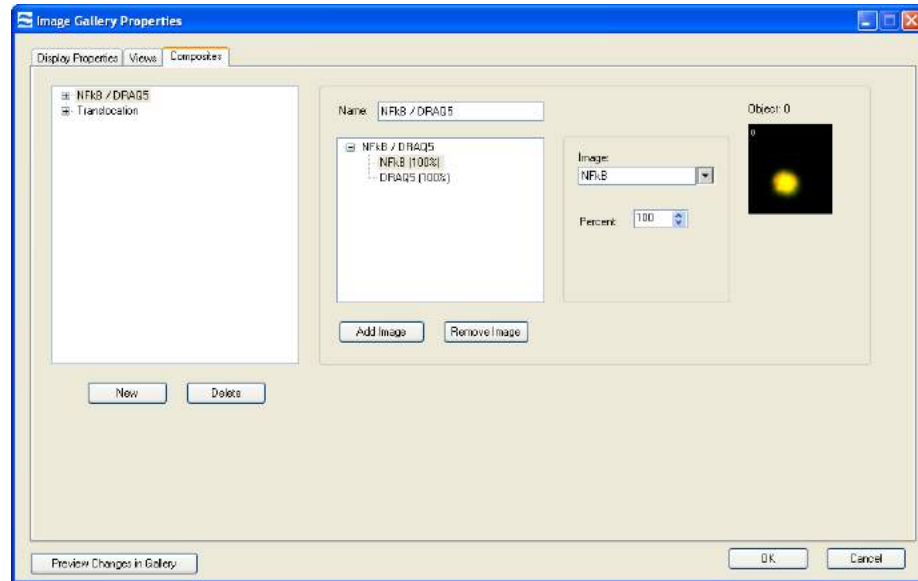 Image Gallery Properties
Display Properties Views Composites
NFkB / DRAQ5
Translocation
Name: NFkB / DRAQ5
Object: 0
0
NFkB / DRAQ5
NFkB (100%)
DRAQ5 (100%)
Image:
NFkB
Percent: 100
Add Image Remove Image
New Delete
Preview Changes in Gallery OK Cancel